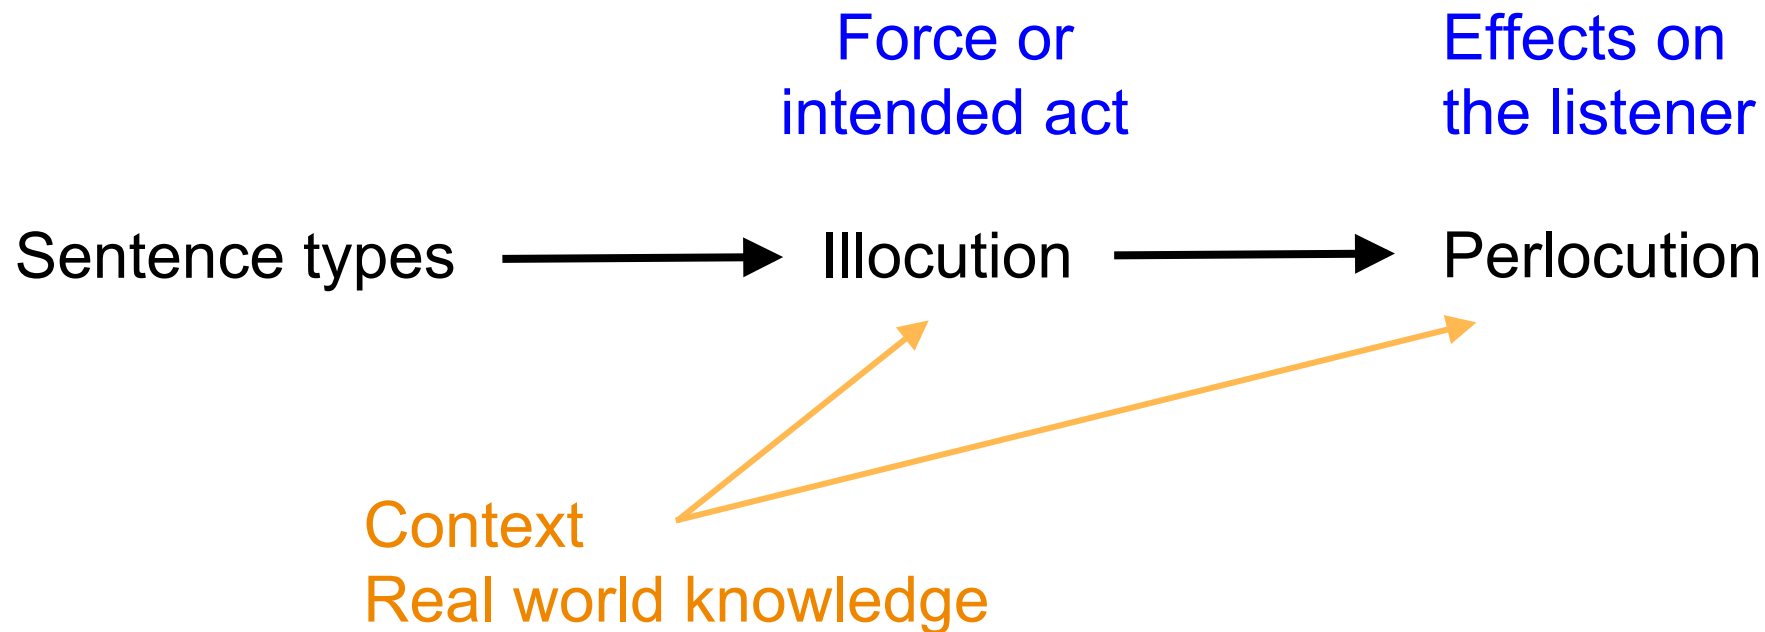 Force or
intended act
Effects on
the listener
Sentence types
Illocution
Perlocution
Context
Real world knowledge